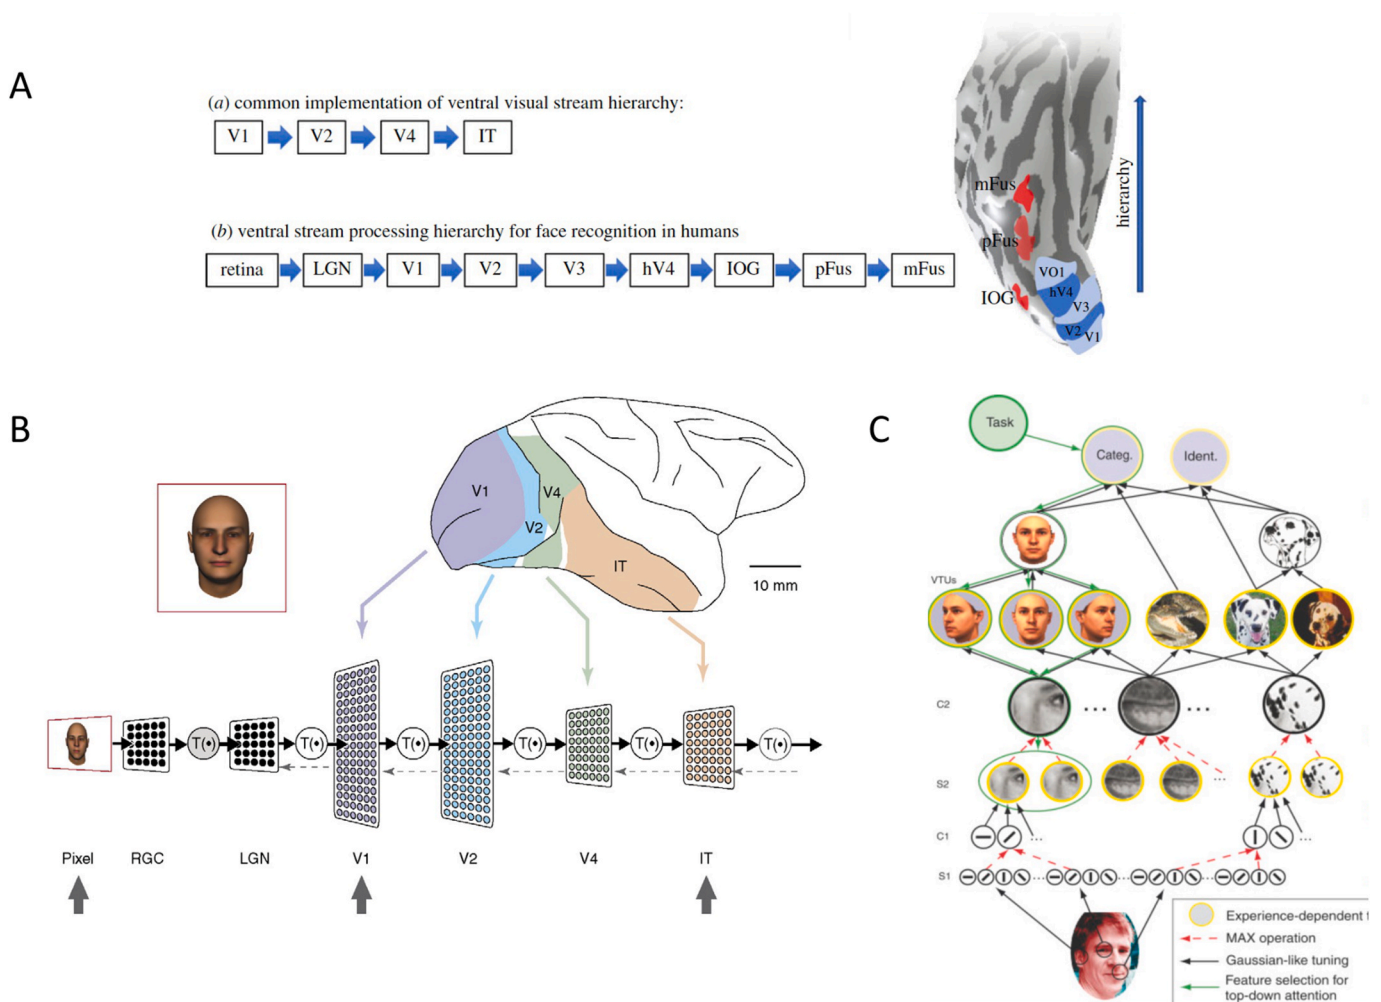 A
(a) common implementation of ventral visual stream hierarchy:
V1 V2 V4 IT
(b) ventral stream processing hierarchy for face recognition in humans
retina LGN V1 V2 V3 hV4 IOG pFus mFus
mFus
pFus
IOG
VO1
hV4
V3
V2
V1
hierarchy
B
V1
V2
V4
IT
10 mm
T(•) T(•) T(•) T(•) T(•) T(•)
Pixel RGC LGN V1 V2 V4 IT
C
Task
Categ. Ident.
VTUs
C2
...
...
S2
...
C1
...
...
S1
... ... ...
Experience-dependent
MAX operation
Gaussian-like tuning
Feature selection for
top-down attention